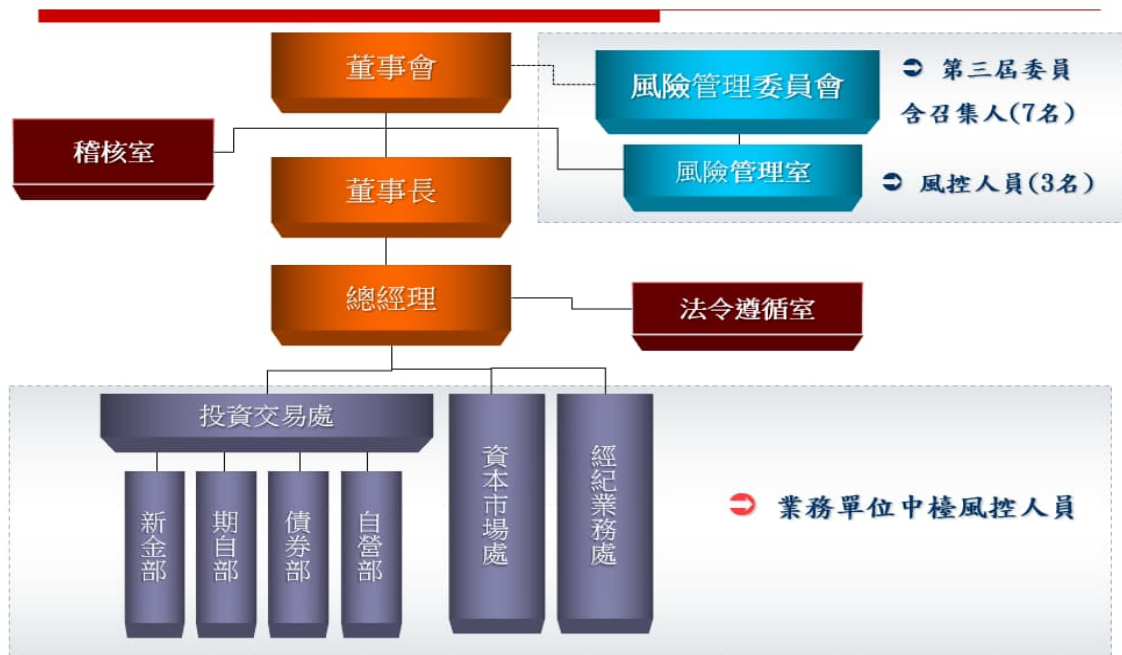 董事會
風險管理委員會
➲ 第三屆委員
含召集人(7名)
稽核室
董事長
風險管理室
➲ 風控人員(3名)
總經理
法令遵循室
投資交易處
新金部
期自部
債券部
自營部
資本市場處
經紀業務處
➲ 業務單位中檯風控人員